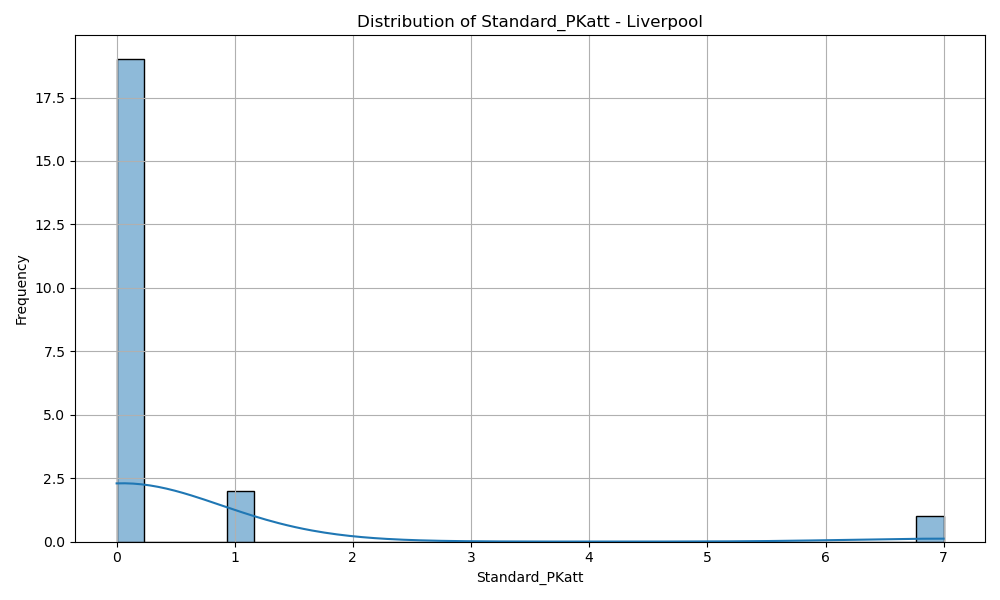 Distribution of Standard_PKatt - Liverpool
17.5
15.0
12.5
10.0
7.5
5.0
2.5
0.0
Frequency
0 1 2 3 4 5 6 7
Standard_PKatt